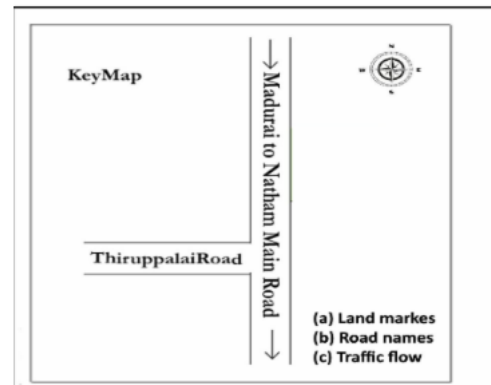 N
W E
S
KeyMap
Madurai to Natham Main Road
ThiruppalaiRoad
(a) Land markes
(b) Road names
(c) Traffic flow